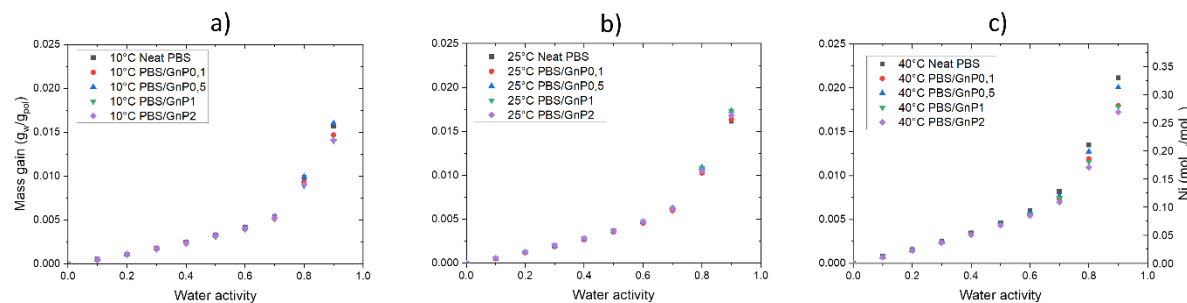 a)
0.025
0.020
0.015
0.010
0.005
0.000
Mass gain (g_w/g_pol)
10°C Neat PBS
10°C PBS/GnP0,1
10°C PBS/GnP0,5
10°C PBS/GnP1
10°C PBS/GnP2
0.0 0.2 0.4 0.6 0.8 1.0
Water activity
b)
0.025
0.020
0.015
0.010
0.005
0.000
25°C Neat PBS
25°C PBS/GnP0,1
25°C PBS/GnP0,5
25°C PBS/GnP1
25°C PBS/GnP2
0.0 0.2 0.4 0.6 0.8 1.0
Water activity
c)
0.025
0.020
0.015
0.010
0.005
0.000
40°C Neat PBS
40°C PBS/GnP0,1
40°C PBS/GnP0,5
40°C PBS/GnP1
40°C PBS/GnP2
0.0 0.2 0.4 0.6 0.8 1.0
Water activity
0.35
0.30
0.25
0.20
0.15
0.10
0.05
0.00
Ni (mol /mol )